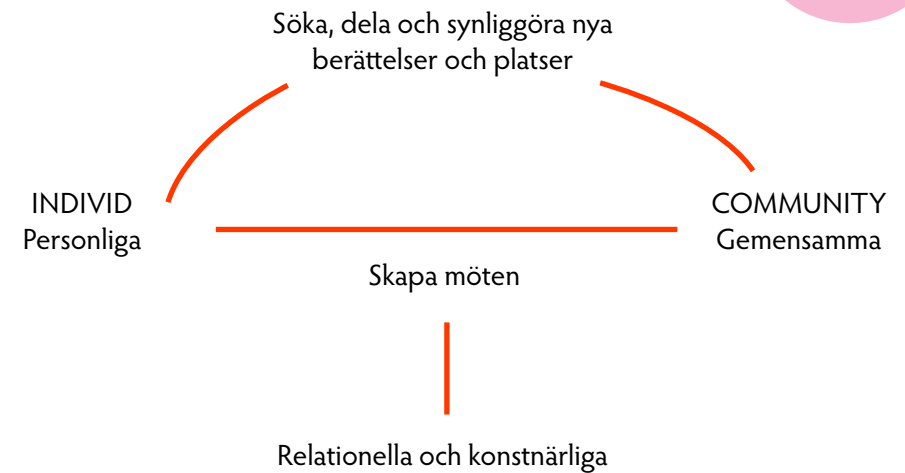 Söka, dela och synliggöra nya
berättelser och platser
INDIVID
Personliga
COMMUNITY
Gemensamma
Skapa möten
Relationella och konstnärliga